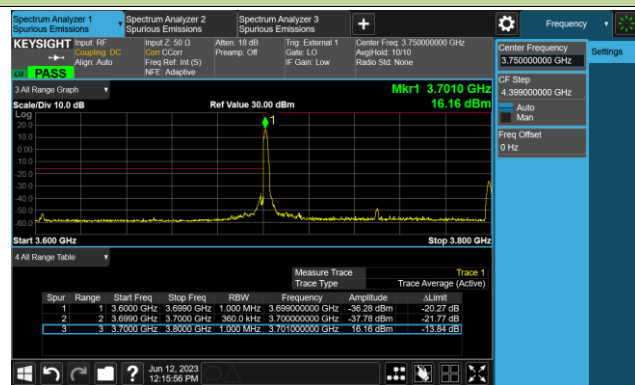 Spectrum Analyzer 1
Spurious Emissions
Spectrum Analyzer 2
Spurious Emissions
Spectrum Analyzer 3
Spurious Emissions
Frequency
KEYSIGHT
Input: RF
Coupling: DC
Align: Auto
Input Z: 50 Ω
Corr CCorr
Freq Ref: Int (S)
NFE: Adaptive
Atten: 18 dB
Preamp: Off
Trig: External 1
Gate: LO
IF Gain: Low
Center Freq: 3.750000000 GHz
Avg|Hold: 10/10
Radio Std: None
LXI PASS
Center Frequency
3.750000000 GHz
Settings
CF Step
4.399000000 GHz
Auto
Man
Freq Offset
0 Hz
3 All Range Graph
Mkr1 3.7010 GHz
Scale/Div 10.0 dB Ref Value 30.00 dBm 16.16 dBm
Log
20.0
10.0
0.00
-10.0
-20.0
-30.0
-40.0
-50.0
-60.0
1
Start 3.600 GHz Stop 3.800 GHz
4 All Range Table
Measure Trace Trace 1
Trace Type Trace Average (Active)
Spur Range Start Freq Stop Freq RBW Frequency Amplitude ΔLimit
1 1 3.6000 GHz 3.6990 GHz 1.000 MHz 3.699000000 GHz -36.28 dBm -20.27 dB
2 2 3.6990 GHz 3.7000 GHz 360.0 kHz 3.700000000 GHz -37.78 dBm -21.77 dB
3 3 3.7000 GHz 3.8000 GHz 1.000 MHz 3.701000000 GHz 16.16 dBm -13.84 dB
Jun 12, 2023
12:15:56 PM